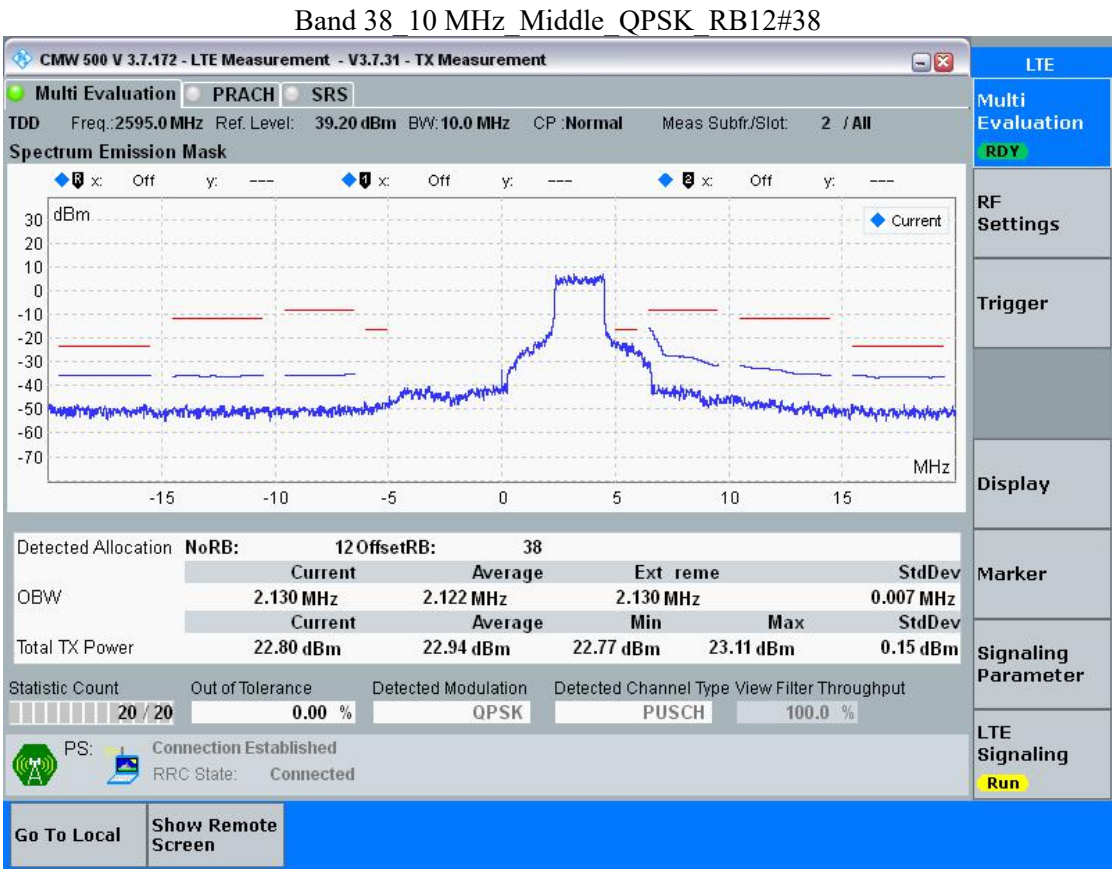 Band 38_10 MHz_Middle_QPSK_RB12#38
CMW 500 V 3.7.172 - LTE Measurement - V3.7.31 - TX Measurement
LTE
Multi Evaluation PRACH SRS
Multi
Evaluation
RDY
TDD Freq.:2595.0 MHz Ref. Level: 39.20 dBm BW: 10.0 MHz CP :Normal Meas Subfr./Slot: 2 / All
Spectrum Emission Mask
R x: Off y: --- 1 x: Off y: --- 2 x: Off y: ---
RF
Settings
dBm
Current
30
20
10
0
-10
-20
-30
-40
-50
-60
-70
MHz
-15 -10 -5 0 5 10 15
Trigger
Display
Detected Allocation NoRB: 12 OffsetRB: 38
Current Average Ext reme StdDev
OBW 2.130 MHz 2.122 MHz 2.130 MHz 0.007 MHz
Current Average Min Max StdDev
Total TX Power 22.80 dBm 22.94 dBm 22.77 dBm 23.11 dBm 0.15 dBm
Marker
Signaling
Parameter
Statistic Count Out of Tolerance Detected Modulation Detected Channel Type View Filter Throughput
20 / 20 0.00 % QPSK PUSCH 100.0 %
PS: Connection Established
RRC State: Connected
LTE
Signaling
Run
Go To Local
Show Remote
Screen